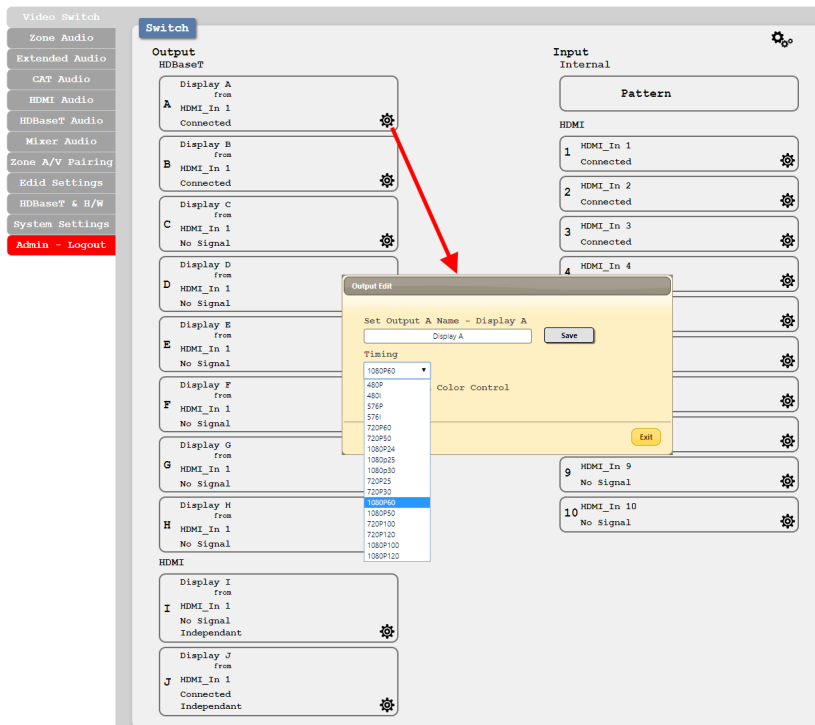 Video Switch
Zone Audio
Extended Audio
CAT Audio
HDMI Audio
HDBaseT Audio
Mixer Audio
Zone A/V Pairing
Edid Settings
HDBaseT & H/W
System Settings
Admin - Logout
Switch
Output
HDBaseT
Display A
from
A
HDMI_In 1
Connected
Display B
from
B
HDMI_In 1
Connected
Display C
from
C
HDMI_In 1
No Signal
Display D
from
D
HDMI_In 1
No Signal
Display E
from
E
HDMI_In 1
No Signal
Display F
from
F
HDMI_In 1
No Signal
Display G
from
G
HDMI_In 1
No Signal
Display H
from
H
HDMI_In 1
No Signal
HDMI
Display I
from
I
HDMI_In 1
No Signal
Independant
Display J
from
J
HDMI_In 1
Connected
Independant
Input
Internal
Pattern
HDMI
1 HDMI_In 1
Connected
2 HDMI_In 2
Connected
3 HDMI_In 3
Connected
4 HDMI_In 4
9 HDMI_In 9
No Signal
10 HDMI_In 10
No Signal
Output Edit
Set Output A Name - Display A
Display A
Save
Timing
1080P60
Color Control
480P
480I
576P
576I
720P60
720P50
1080P24
1080p25
1080p30
720P25
720P30
1080P60
1080P50
720P100
720P120
1080P100
1080P120
Exit